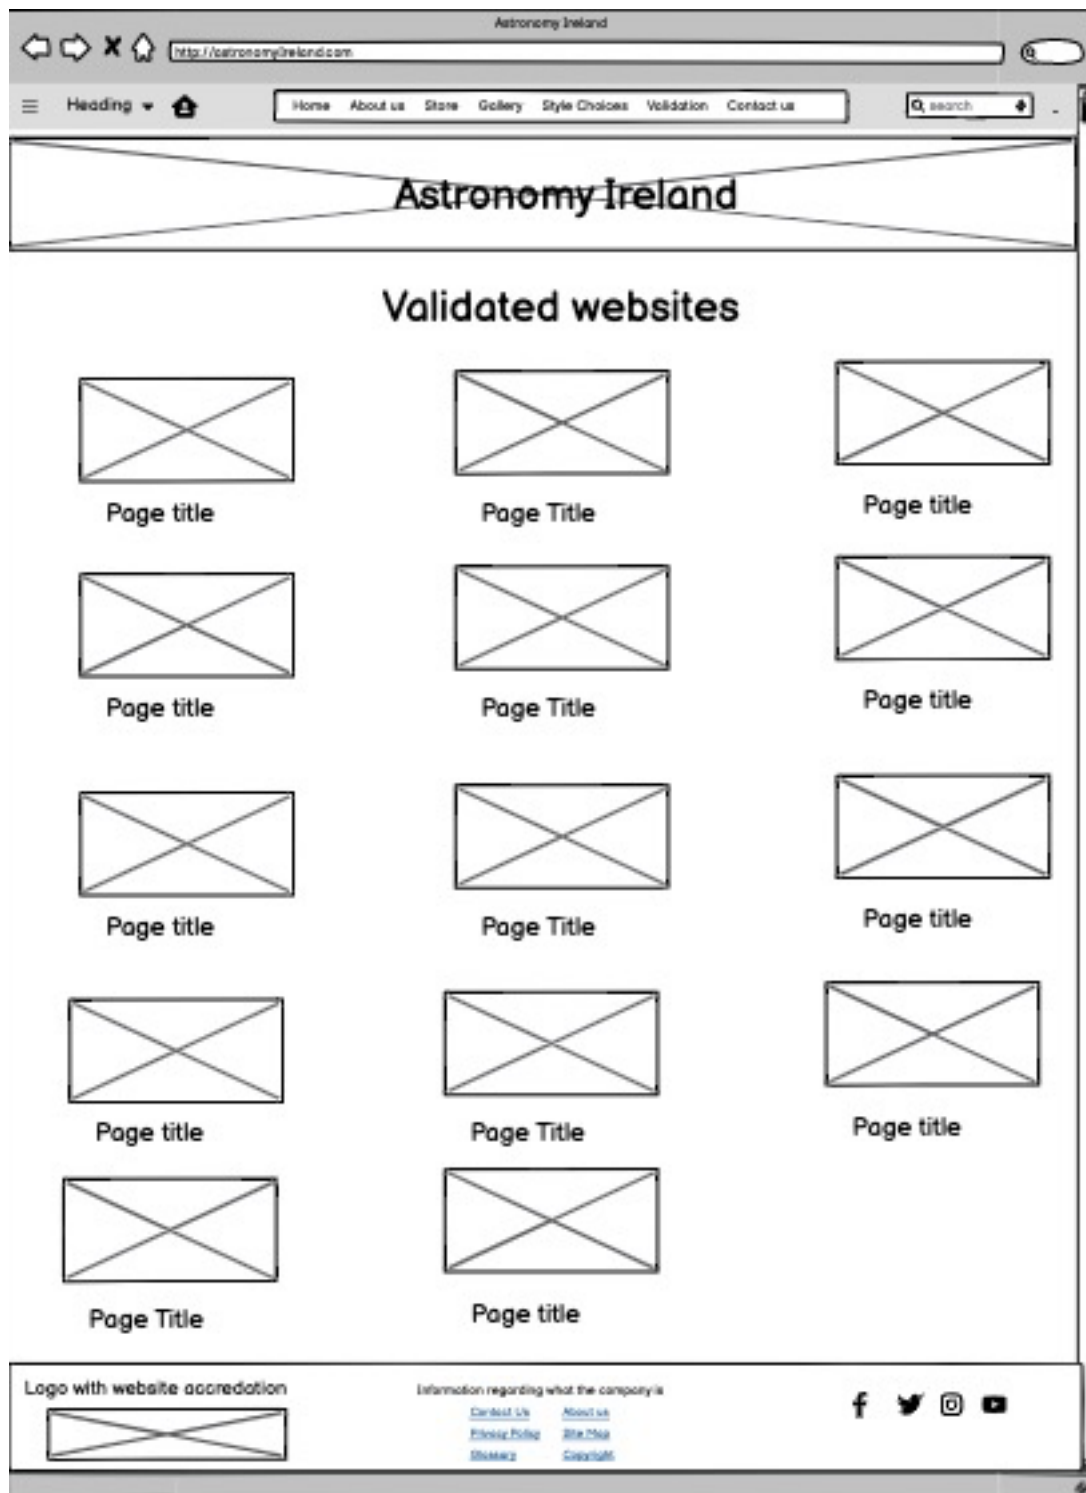 Astronomy Ireland
http://astronomyireland.com
Heading Home About us Store Gallery Style Choices Validation Contact us search
Astronomy Ireland
Validated websites
Page title Page Title Page title
Page title Page Title Page title
Page title Page Title Page title
Page title Page Title Page title
Page Title Page title
Logo with website accredation Information regarding what the company is
Contact Us About us
Privacy Policy Site Map
Glossary Copyright